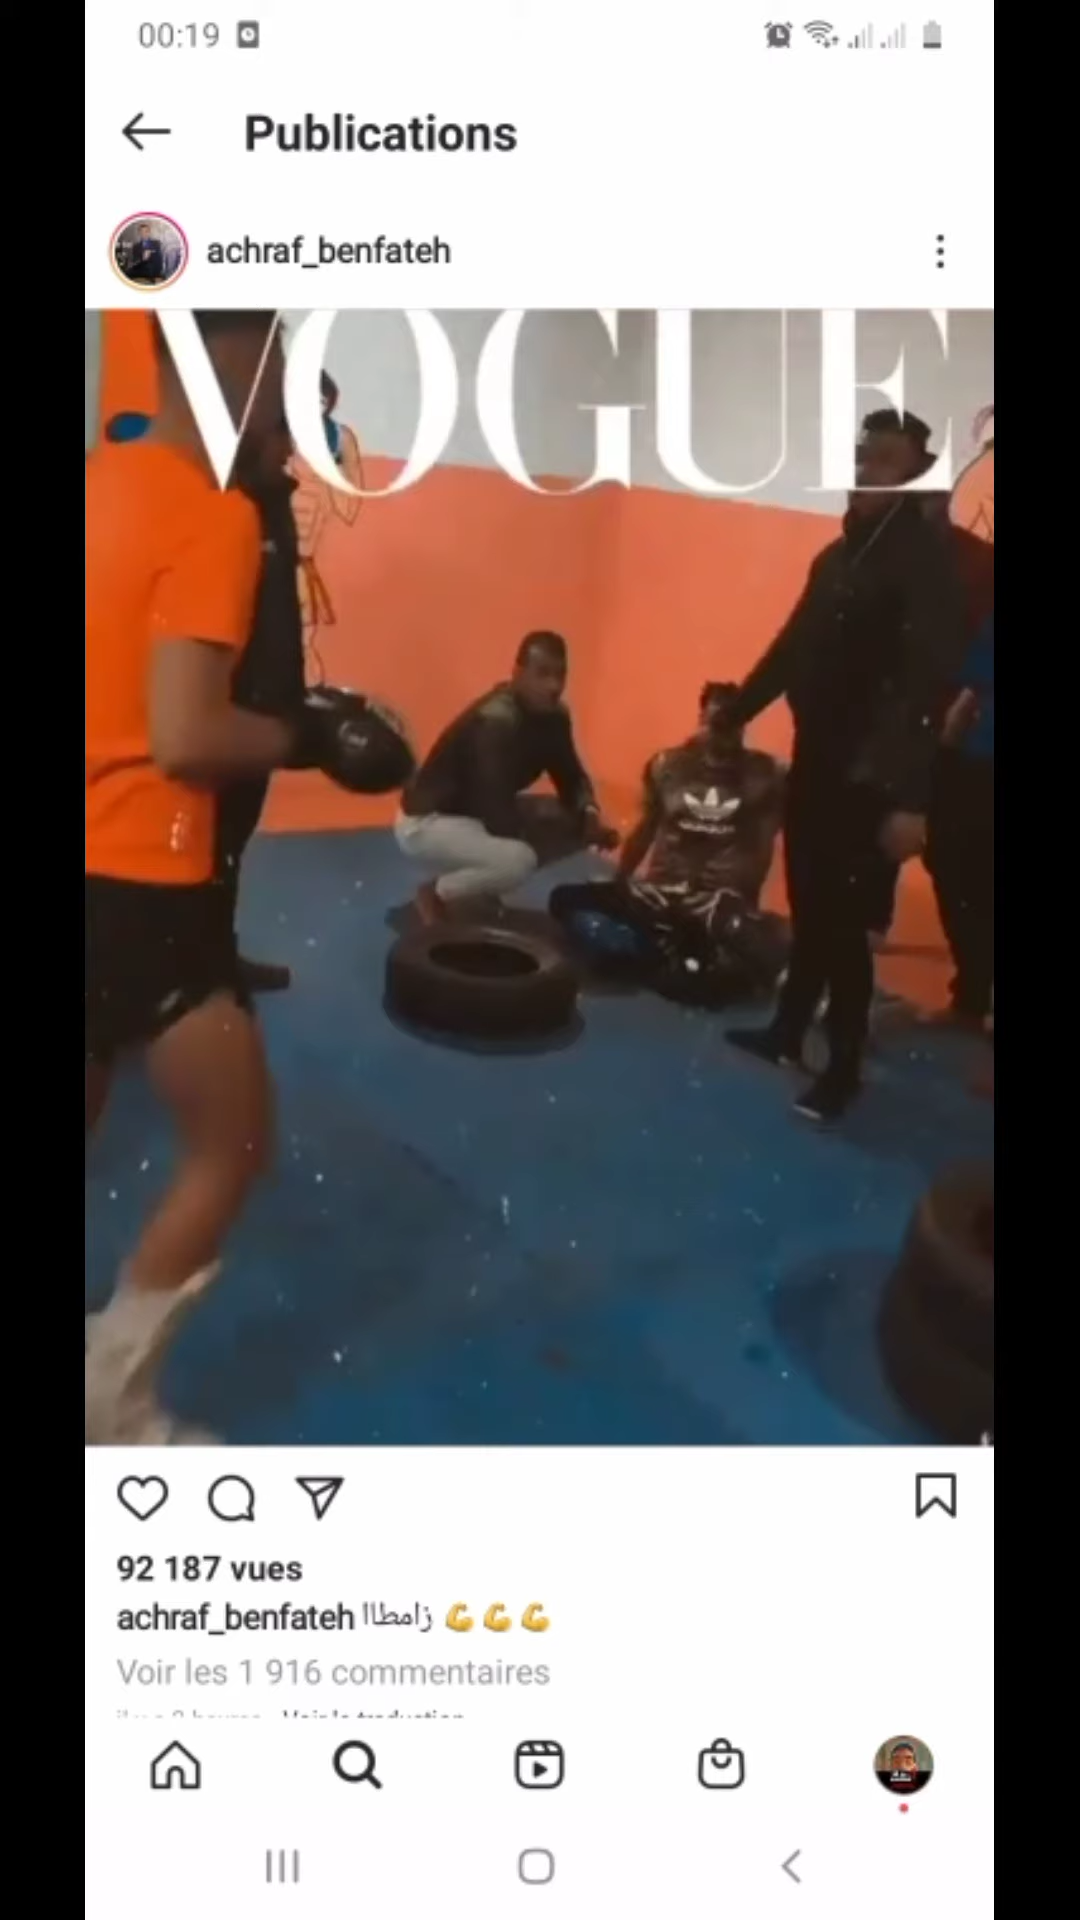 00:19
Publications
achraf_benfateh
VOGUE
92 187 vues
achraf_benfateh زامطاا 💪💪💪
Voir les 1 916 commentaires